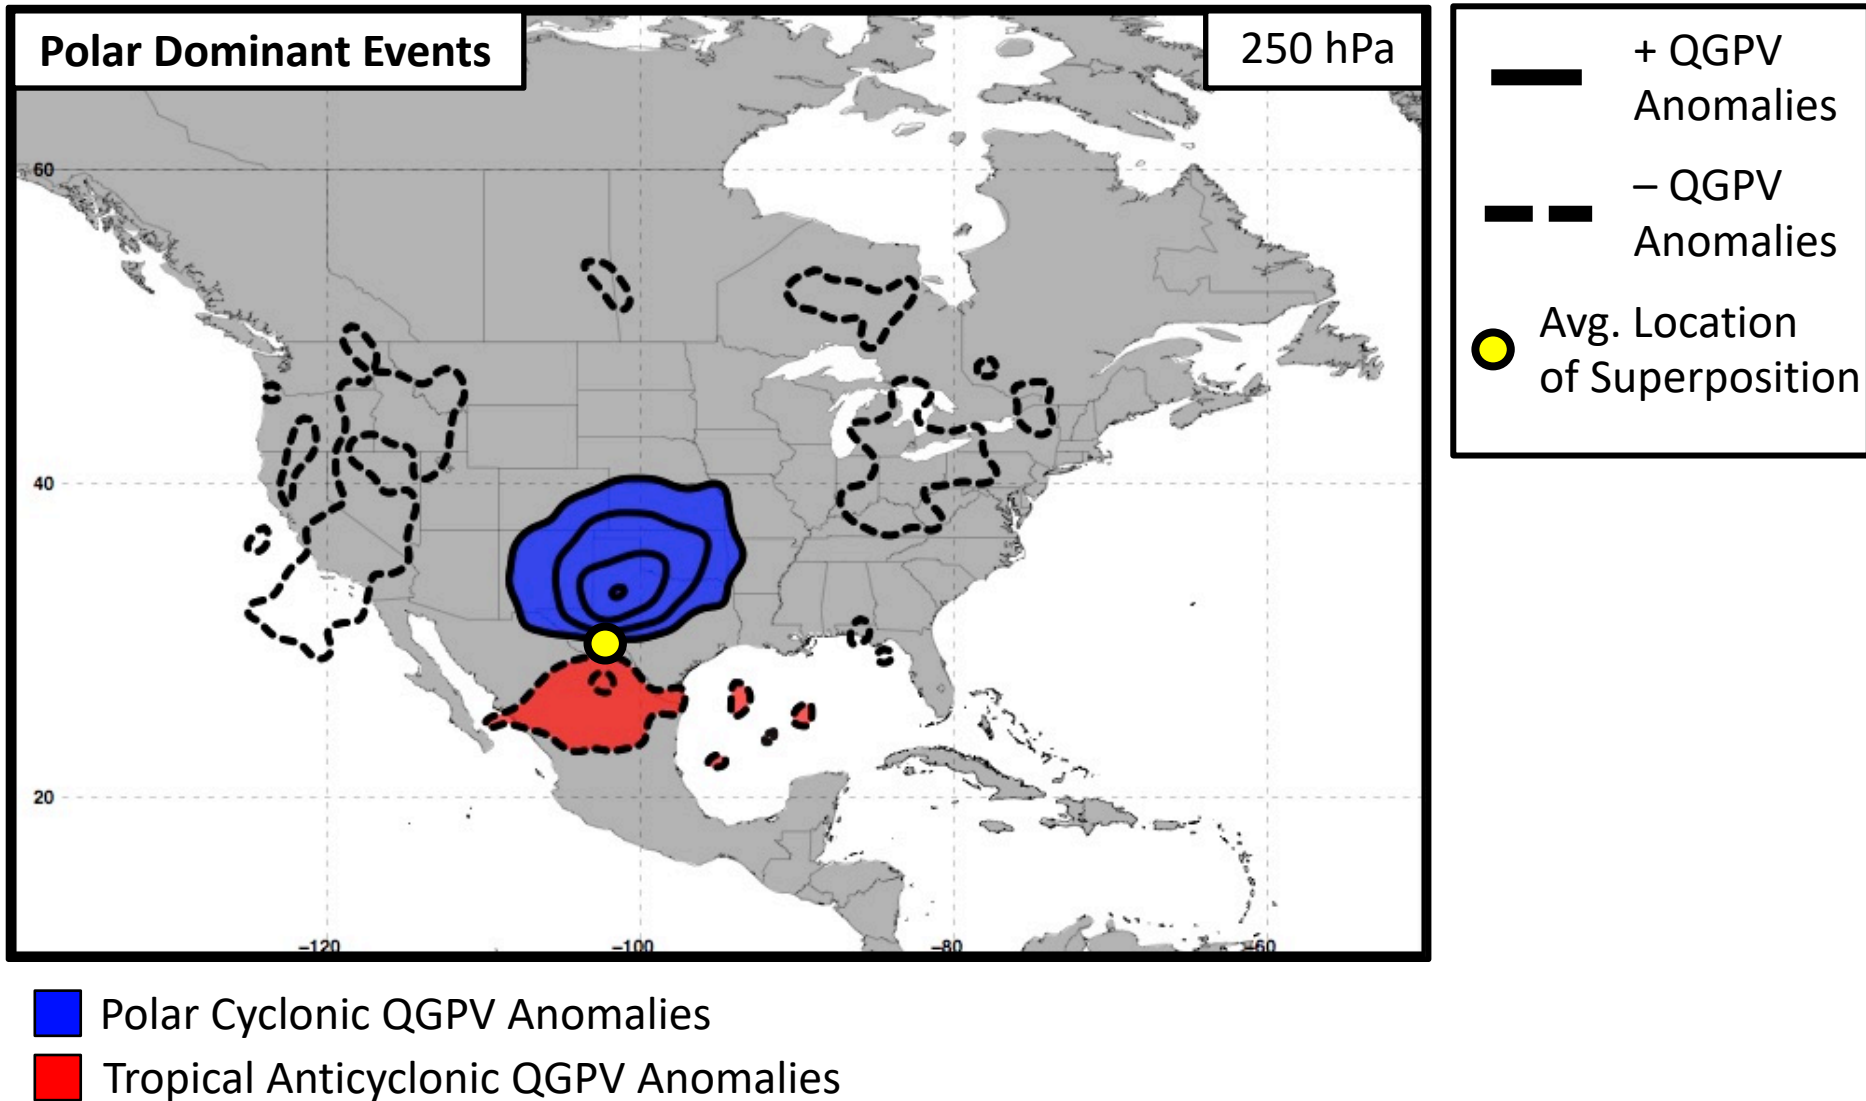 Polar Dominant Events
250 hPa
+ QGPV
Anomalies
– QGPV
Anomalies
Avg. Location
of Superposition
60
40
20
−120
−100
−80
−60
Polar Cyclonic QGPV Anomalies
Tropical Anticyclonic QGPV Anomalies